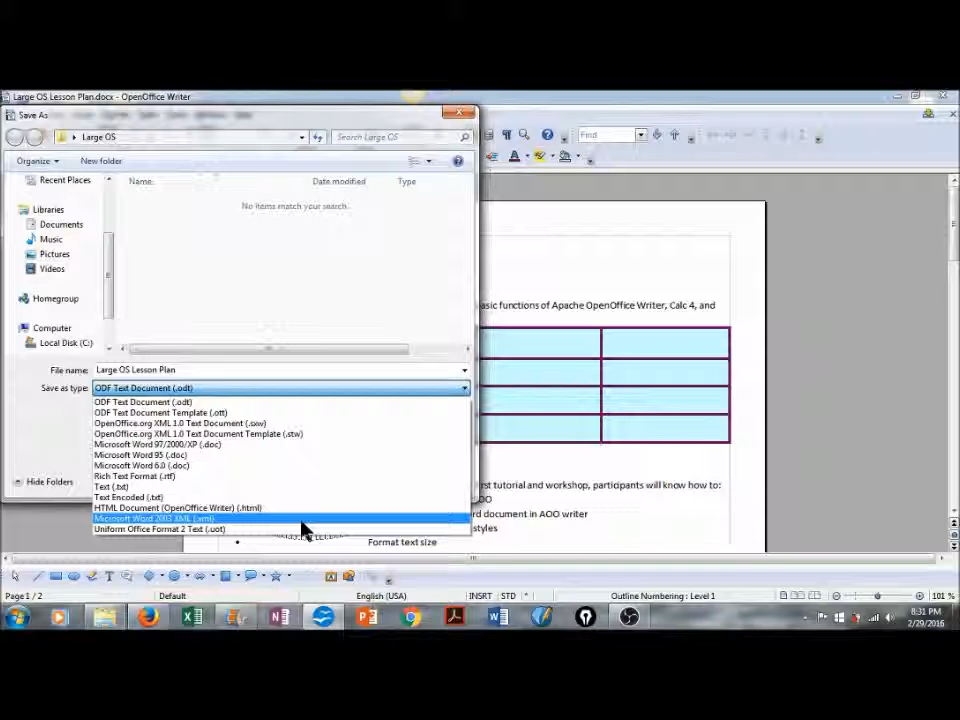 Large OS Lesson Plan.docx - OpenOffice Writer
Save As
Large OS
Search Large OS
Find
Organize
New folder
Recent Places
Name
Date modified
Type
Libraries
No items match your search.
Documents
Music
Pictures
Videos
Homegroup
Computer
Local Disk (C:)
asic functions of Apache OpenOffice Writer, Calc 4, and
File name: Large OS Lesson Plan
Save as type: ODF Text Document (.odt)
ODF Text Document (.odt)
ODF Text Document Template (.ott)
OpenOffice.org XML 1.0 Text Document (.sxw)
OpenOffice.org XML 1.0 Text Document Template (.stw)
Microsoft Word 97/2000/XP (.doc)
Microsoft Word 95 (.doc)
Microsoft Word 6.0 (.doc)
Rich Text Format (.rtf)
Text (.txt)
Text Encoded (.txt)
HTML Document (OpenOffice Writer) (.html)
Microsoft Word 2003 XML (.xml)
Uniform Office Format 2 Text (.uot)
Hide Folders
rst tutorial and workshop, participants will know how to:
OO
rd document in AOO writer
styles
Format text size
Page 1 / 2
Default
English (USA)
INSRT
STD
*
Outline Numbering : Level 1
101 %
8:31 PM
2/29/2016